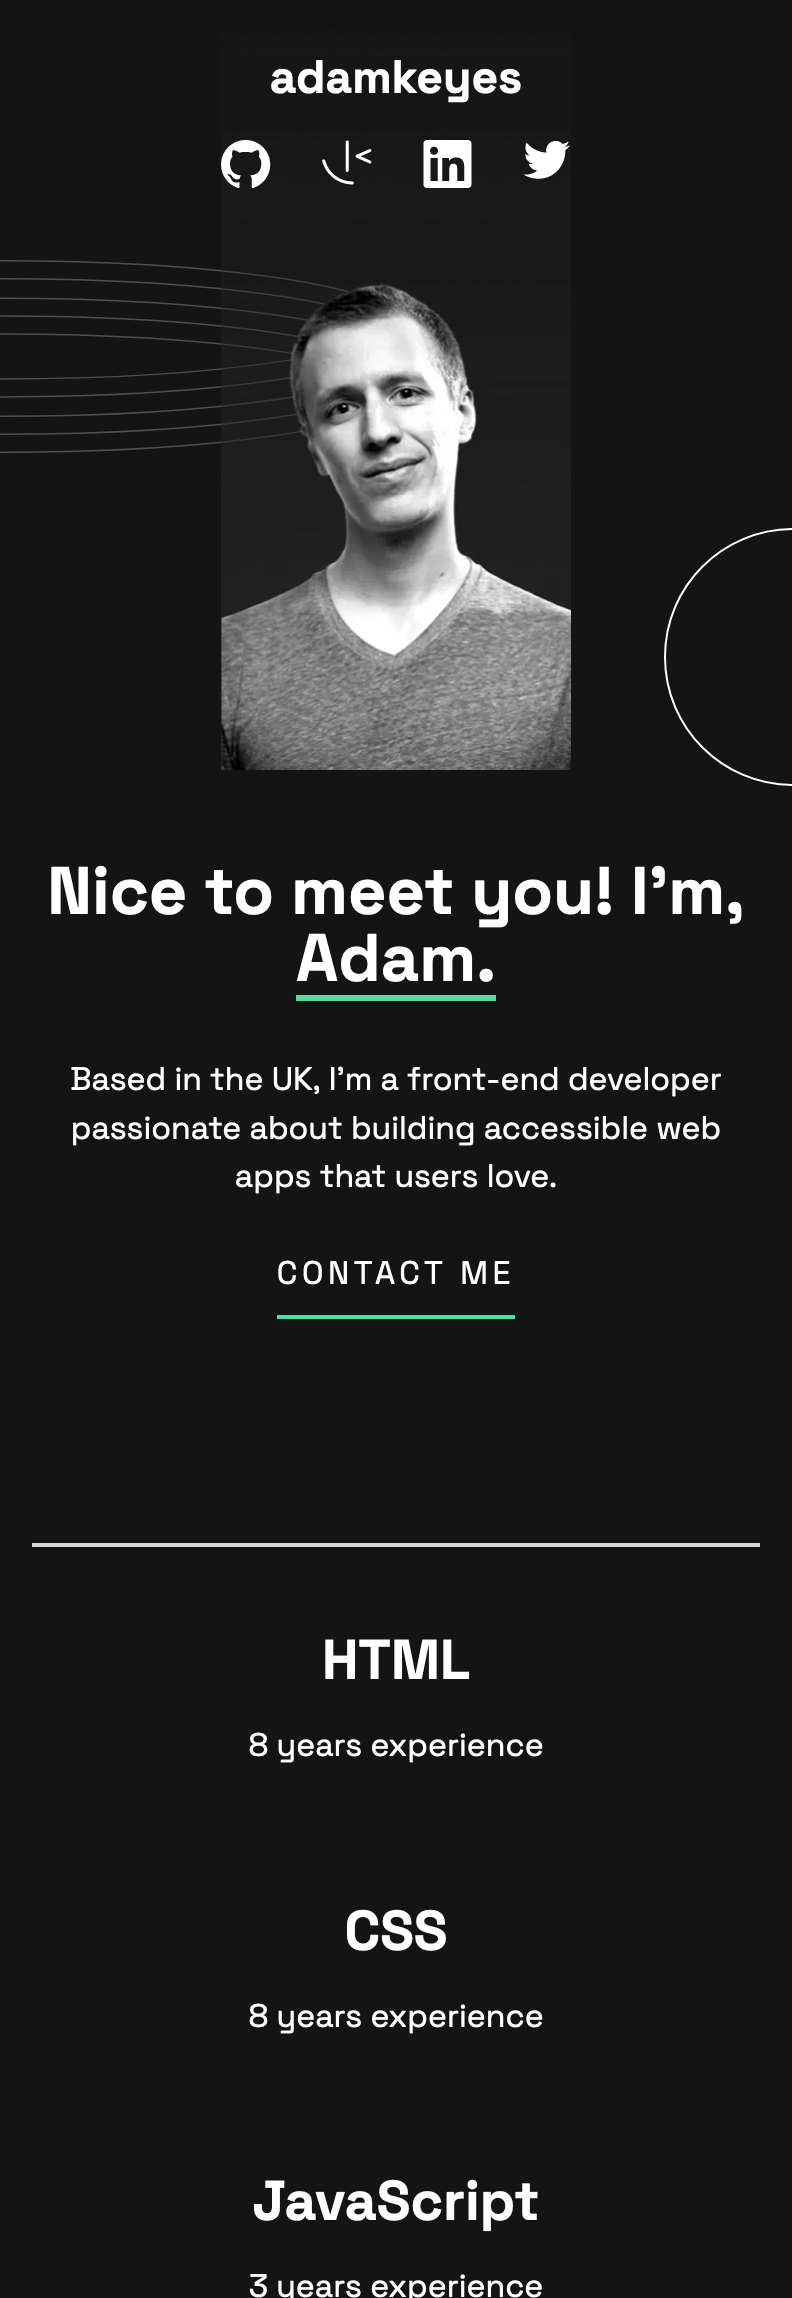 adamkeyes
in
Nice to meet you! I’m,
Adam.
Based in the UK, I’m a front-end developer
passionate about building accessible web
apps that users love.
CONTACT ME
HTML
8 years experience
CSS
8 years experience
JavaScript
3 years experience